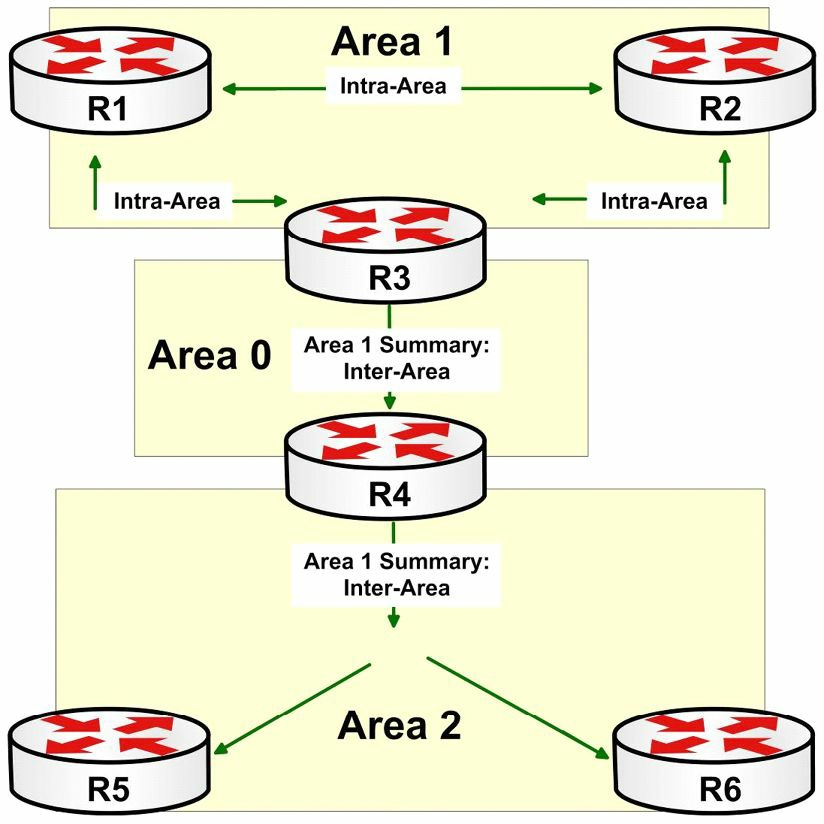 Area 1
Intra-Area
R1
R2
Intra-Area
Intra-Area
R3
Area 0
Area 1 Summary:
Inter-Area
R4
Area 1 Summary:
Inter-Area
Area 2
R5
R6